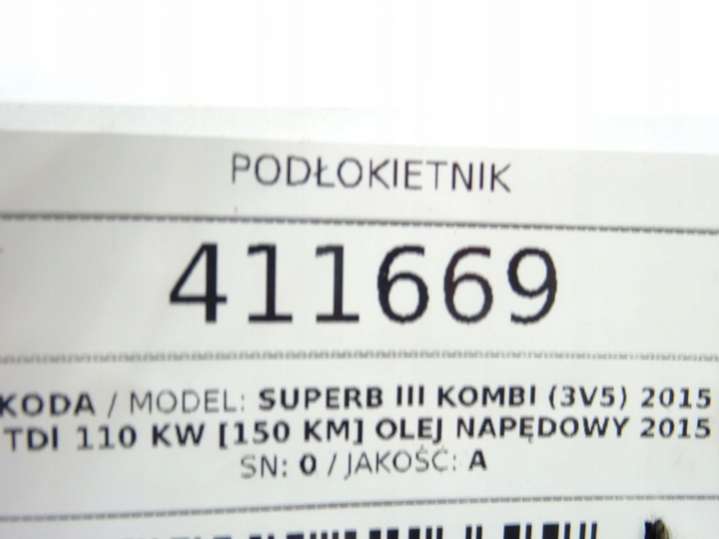 PODŁOKIETNIK
411669
KODA / MODEL: SUPERB III KOMBI (3V5) 2015
TDI 110 KW [150 KM] OLEJ NAPĘDOWY 2015
SN: 0 / JAKOŚĆ: A